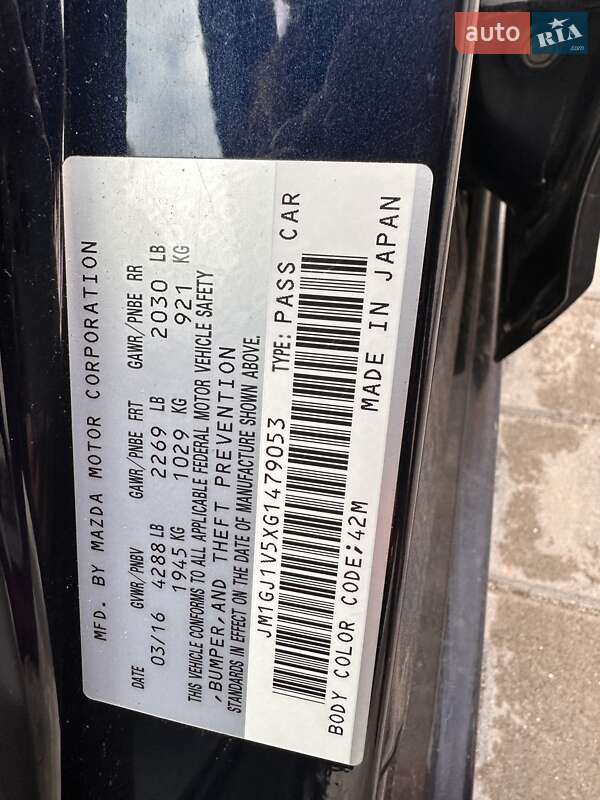 auto RIA.com
MFD. BY MAZDA MOTOR CORPORATION
DATE GVWR/PNBV GAWR/PNBE FRT GAWR/PNBE RR
03/16 4288 LB 2269 LB 2030 LB
1945 KG 1029 KG 921 KG
THIS VEHICLE CONFORMS TO ALL APPLICABLE FEDERAL MOTOR VEHICLE SAFETY
,BUMPER,AND THEFT PREVENTION
STANDARDS IN EFFECT ON THE DATE OF MANUFACTURE SHOWN ABOVE.
JM1GJ1V5XG1479053 TYPE: PASS CAR
BODY COLOR CODE;42M MADE IN JAPAN